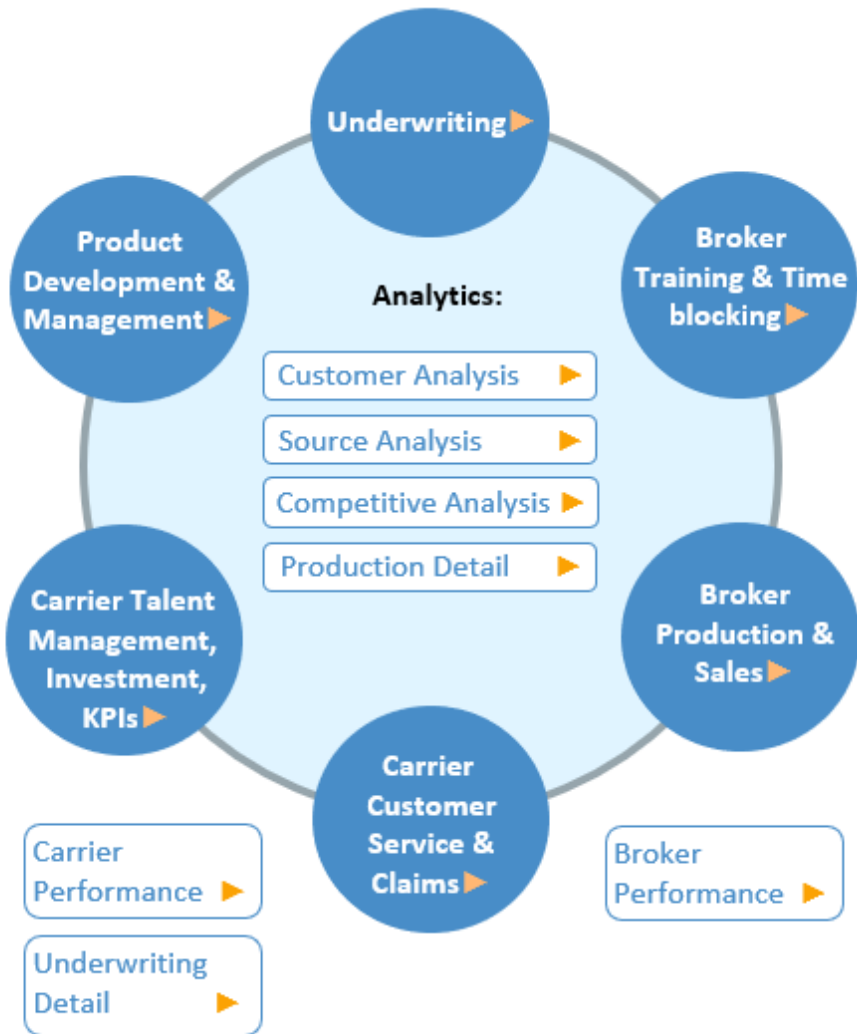 Underwriting
Product
Development &
Management
Broker
Training & Time
blocking
Analytics:
Customer Analysis
Source Analysis
Competitive Analysis
Production Detail
Carrier Talent
Management,
Investment,
KPIs
Broker
Production &
Sales
Carrier
Customer
Service &
Claims
Carrier
Performance
Broker
Performance
Underwriting
Detail